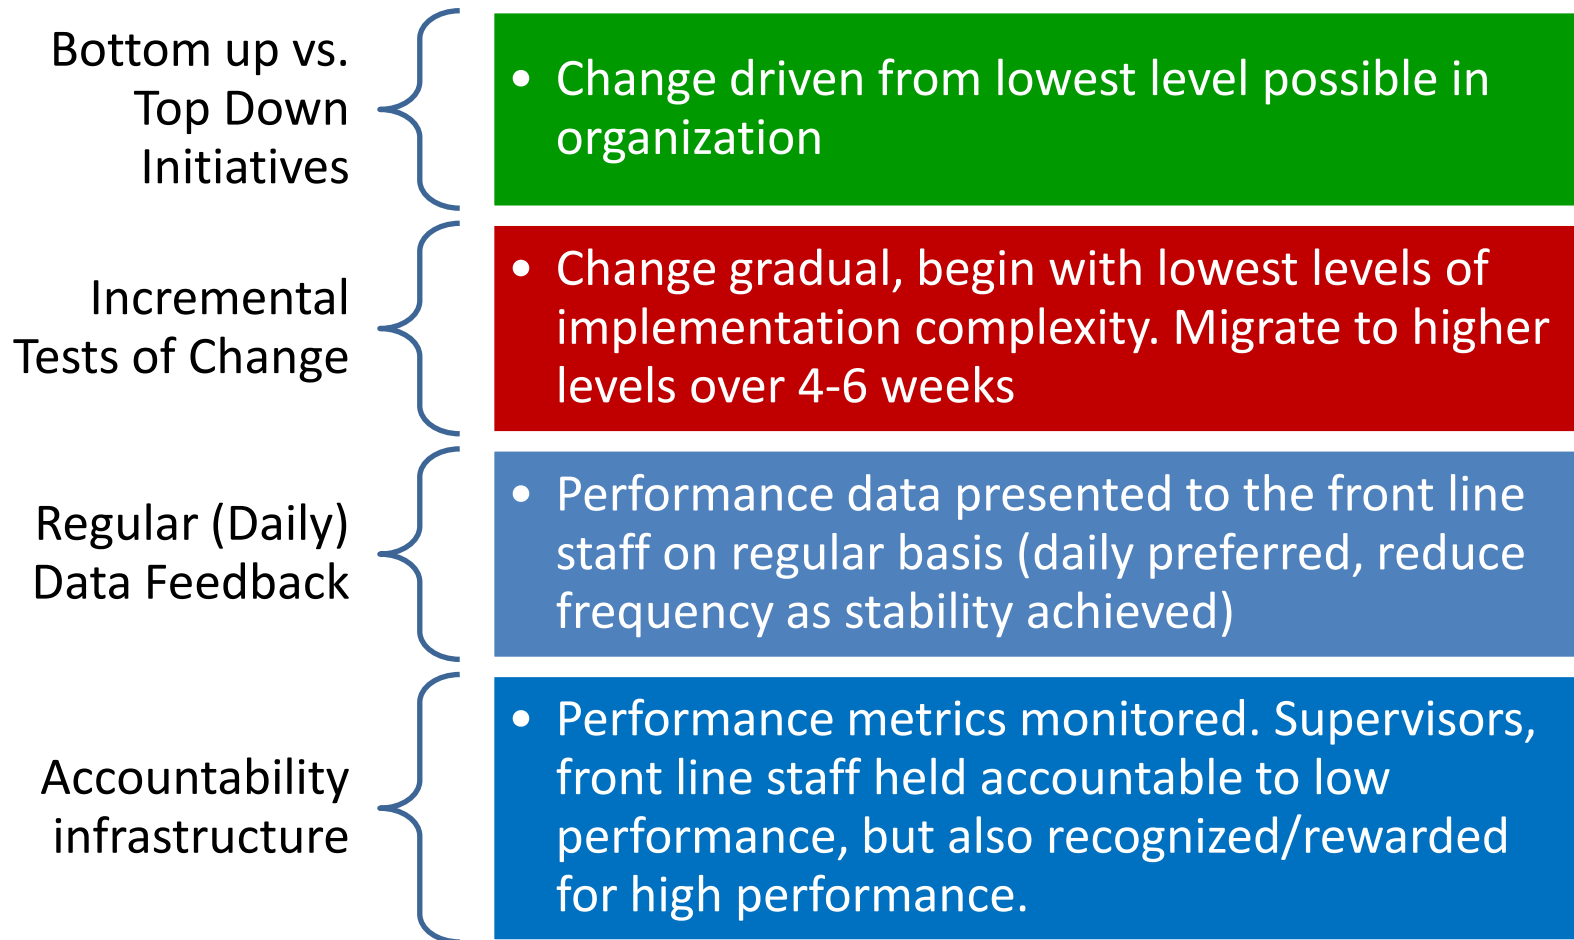 Bottom up vs.
Top Down
Initiatives
• Change driven from lowest level possible in
organization
Incremental
Tests of Change
• Change gradual, begin with lowest levels of
implementation complexity. Migrate to higher
levels over 4-6 weeks
Regular (Daily)
Data Feedback
• Performance data presented to the front line
staff on regular basis (daily preferred, reduce
frequency as stability achieved)
Accountability
infrastructure
• Performance metrics monitored. Supervisors,
front line staff held accountable to low
performance, but also recognized/rewarded
for high performance.